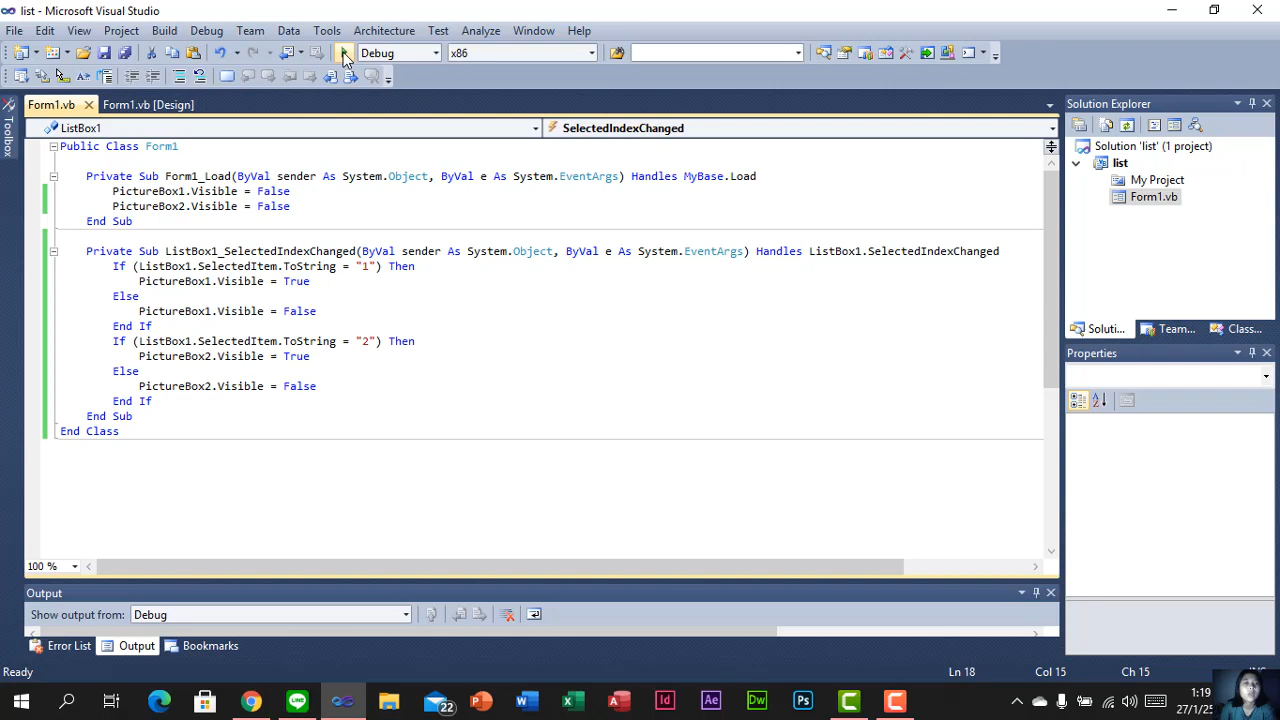 list - Microsoft Visual Studio
File Edit View Project Build Debug Team Data Tools Architecture Test Analyze Window Help
Debug x86
Form1.vb Form1.vb [Design] Solution Explorer
Toolbox
ListBox1 SelectedIndexChanged
Public Class Form1
Private Sub Form1_Load(ByVal sender As System.Object, ByVal e As System.EventArgs) Handles MyBase.Load
PictureBox1.Visible = False
PictureBox2.Visible = False
End Sub
Private Sub ListBox1_SelectedIndexChanged(ByVal sender As System.Object, ByVal e As System.EventArgs) Handles ListBox1.SelectedIndexChanged
If (ListBox1.SelectedItem.ToString = "1") Then
PictureBox1.Visible = True
Else
PictureBox1.Visible = False
End If
If (ListBox1.SelectedItem.ToString = "2") Then
PictureBox2.Visible = True
Else
PictureBox2.Visible = False
End If
End Sub
End Class
Solution 'list' (1 project)
list
My Project
Form1.vb
Soluti... Team... Class...
Properties
100 %
Output
Show output from: Debug
Error List Output Bookmarks
Ready Ln 18 Col 15 Ch 15
22 1:19
27/1/25